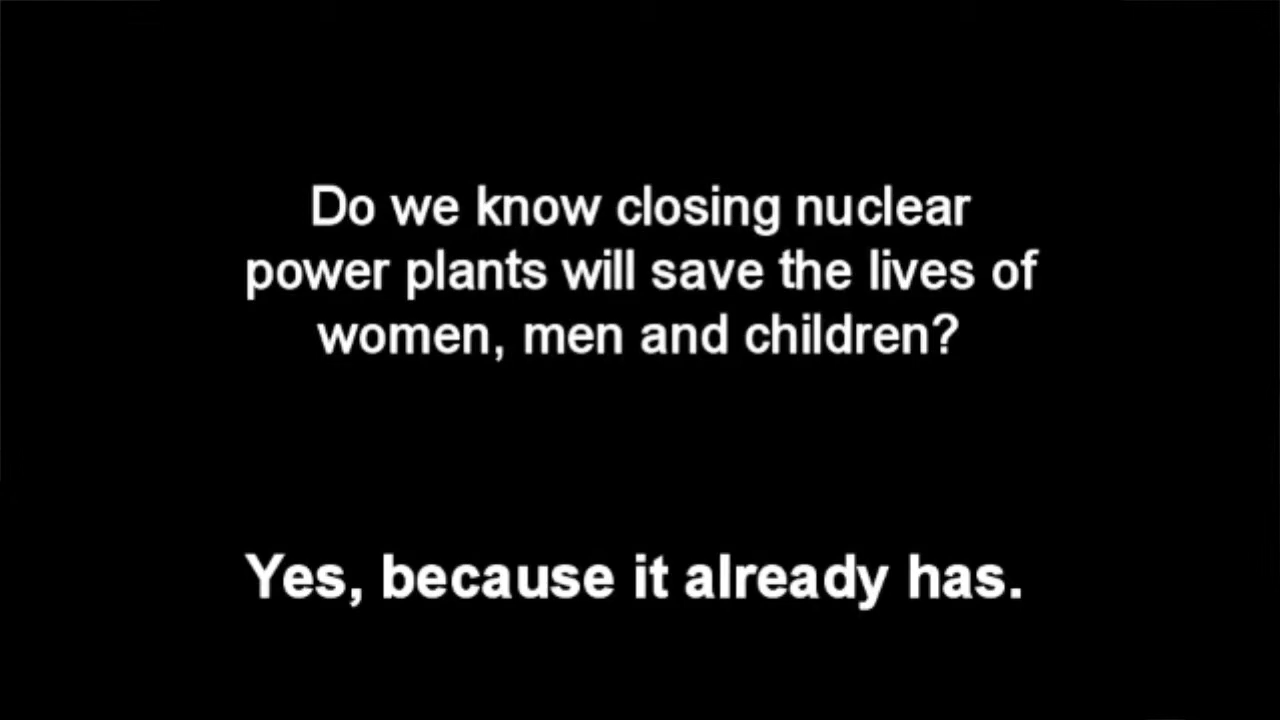 Do we know closing nuclear
power plants will save the lives of
women, men and children?
Yes, because it already has.